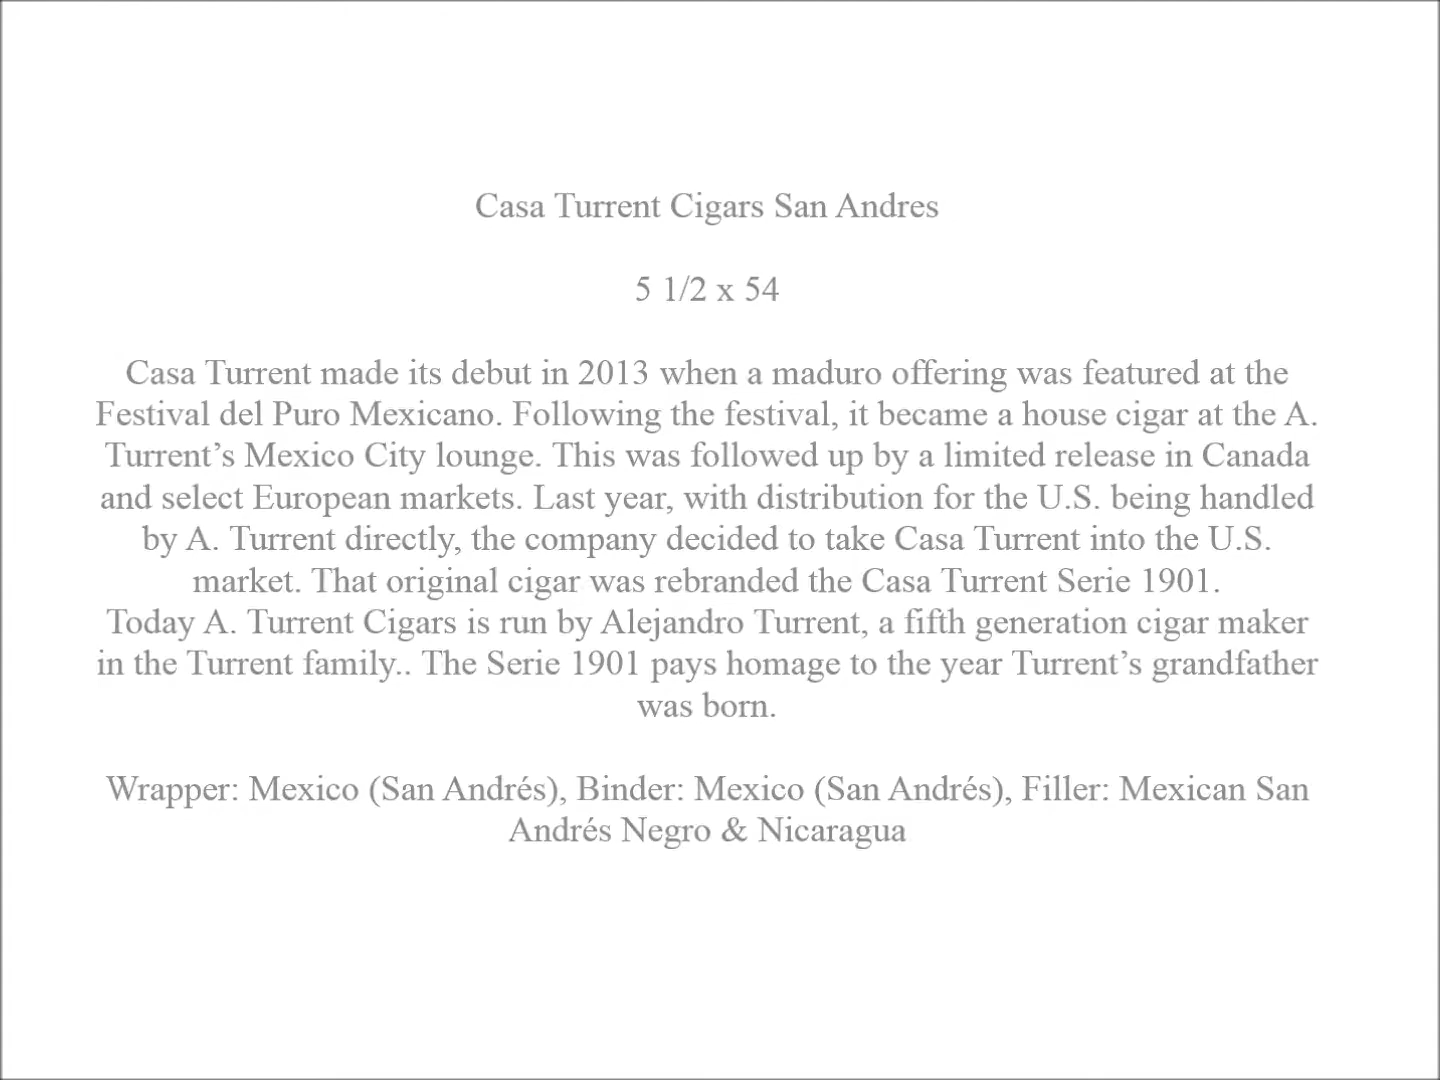 Casa Turrent Cigars San Andres
5 1/2 x 54
Casa Turrent made its debut in 2013 when a maduro offering was featured at the
Festival del Puro Mexicano. Following the festival, it became a house cigar at the A.
Turrent’s Mexico City lounge. This was followed up by a limited release in Canada
and select European markets. Last year, with distribution for the U.S. being handled
by A. Turrent directly, the company decided to take Casa Turrent into the U.S.
market. That original cigar was rebranded the Casa Turrent Serie 1901.
Today A. Turrent Cigars is run by Alejandro Turrent, a fifth generation cigar maker
in the Turrent family.. The Serie 1901 pays homage to the year Turrent’s grandfather
was born.
Wrapper: Mexico (San Andrés), Binder: Mexico (San Andrés), Filler: Mexican San
Andrés Negro & Nicaragua